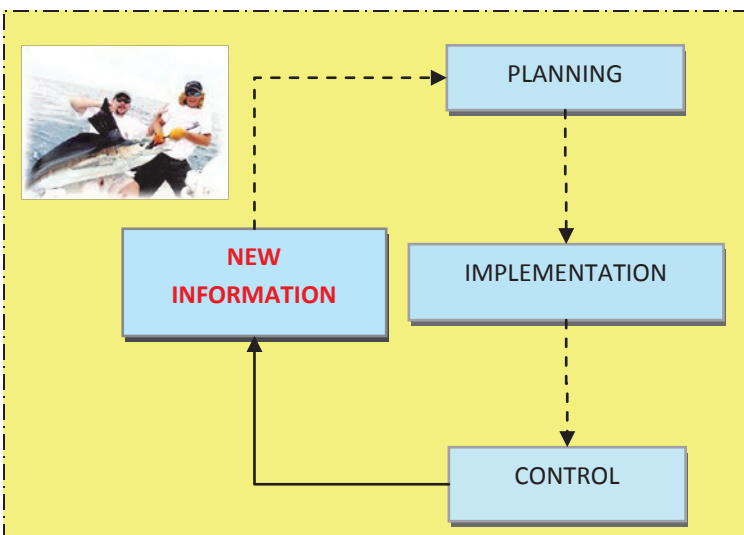 PLANNING
NEW
INFORMATION
IMPLEMENTATION
CONTROL